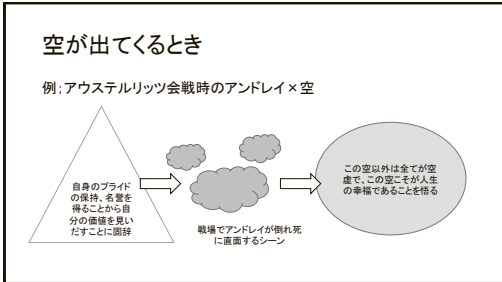 空が出てくるとき
例;アウステルリッツ会戦時のアンドレイ×空
自身のプライド
の保持、名誉を
得ることから自
分の価値を見い
だすことに固辞
戦場でアンドレイが倒れ死
に直面するシーン
この空以外は全てが空
虚で、この空こそが人生
の幸福であることを悟る